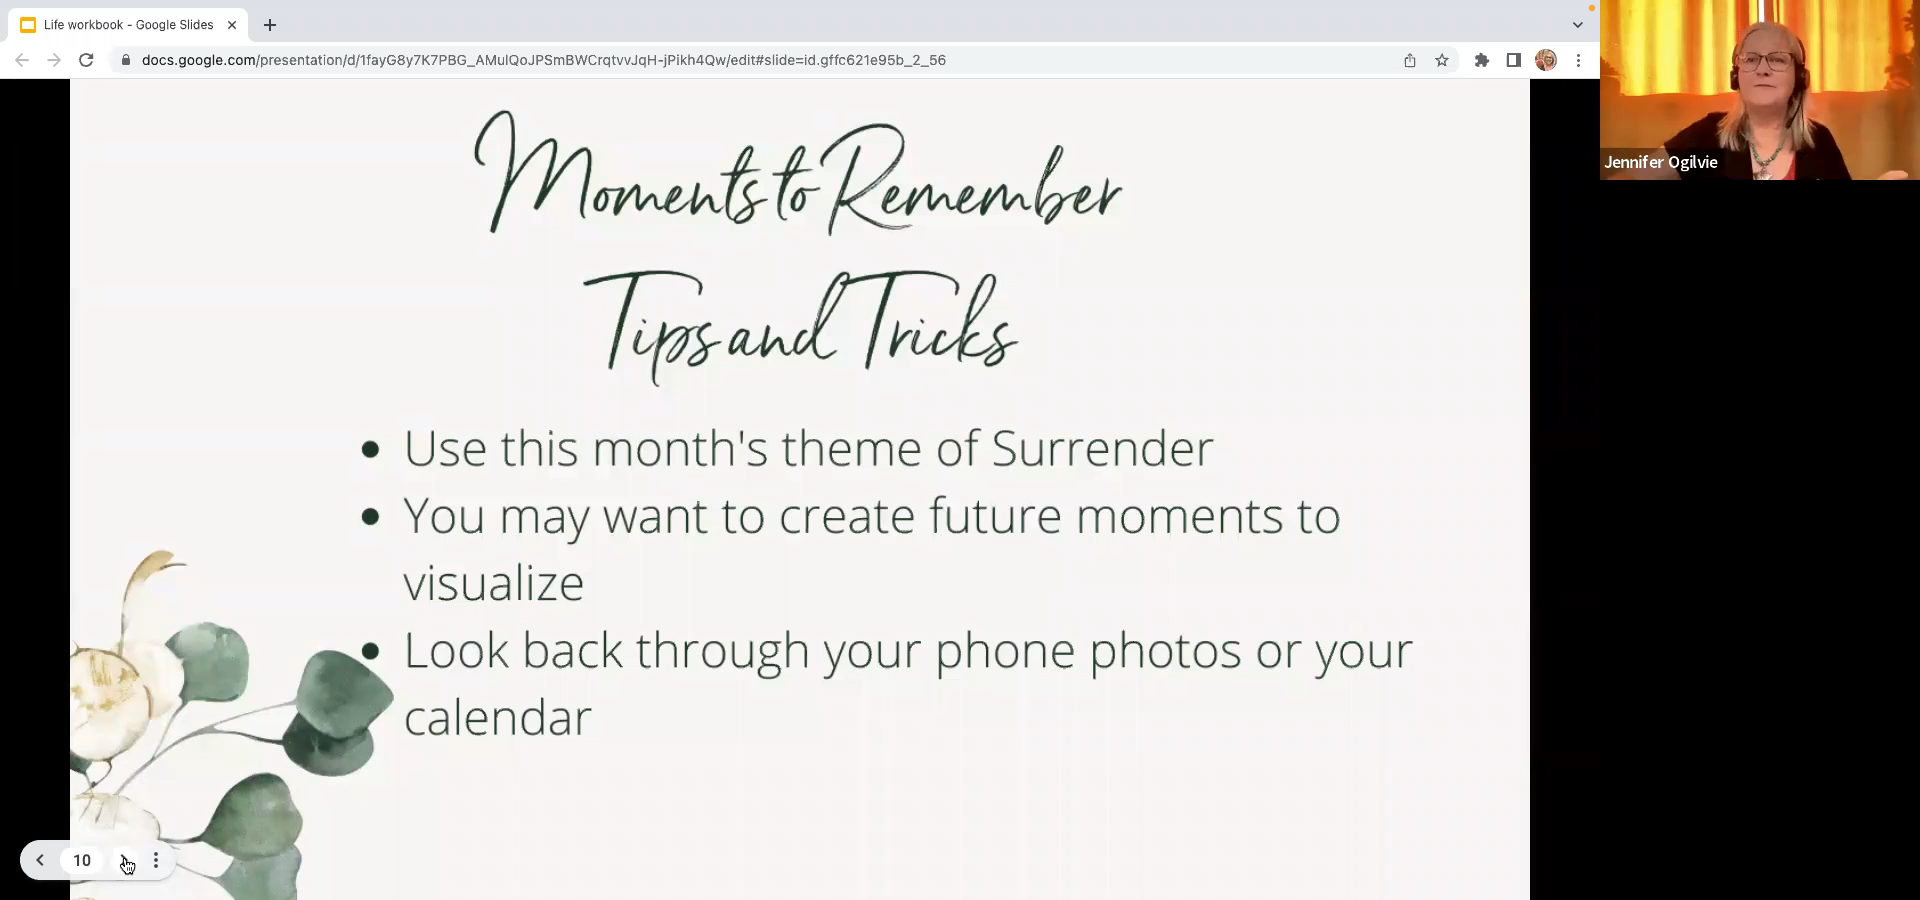 Life workbook - Google Slides
docs.google.com/presentation/d/1fayG8y7K7PBG_AMulQoJPSmBWCrqtvvJqH-jPikh4Qw/edit#slide=id.gffc621e95b_2_56
Jennifer Ogilvie
Moments to Remember
Tips and Tricks
• Use this month's theme of Surrender
• You may want to create future moments to
visualize
• Look back through your phone photos or your
calendar
10